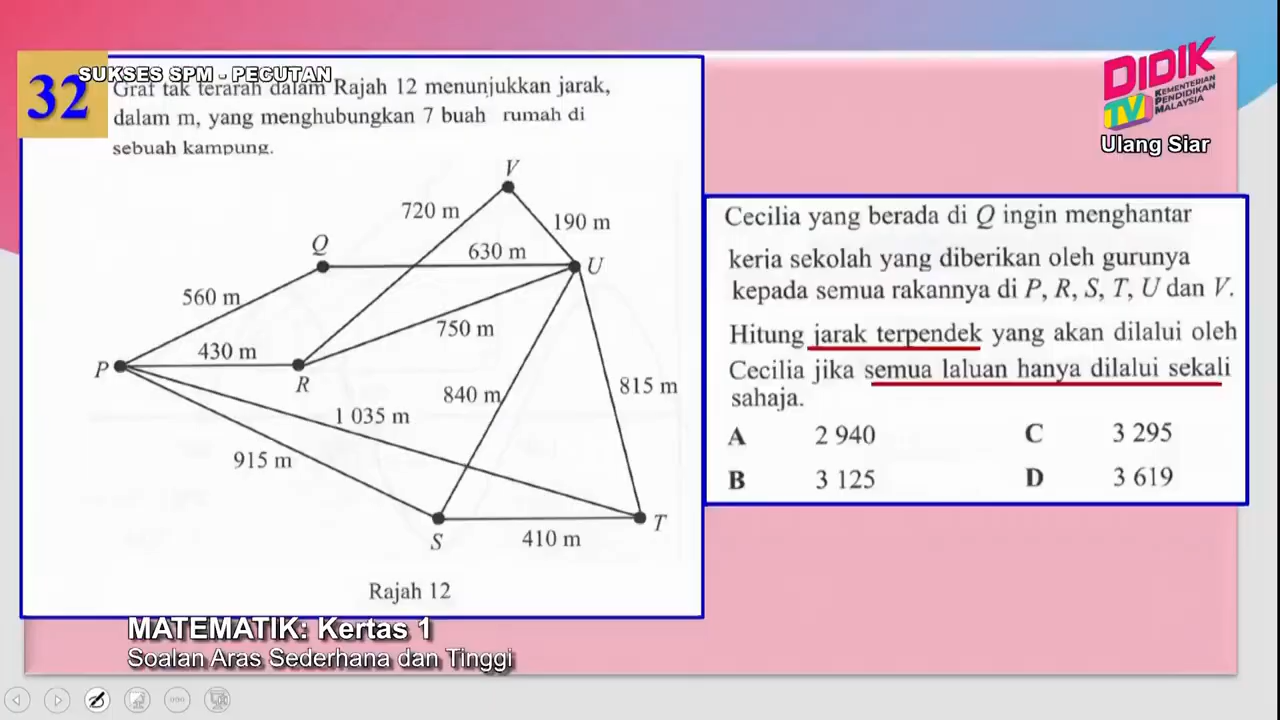 SUKSES SPM - PECUTAN
32
Graf tak terarah dalam Rajah 12 menunjukkan jarak,
dalam m, yang menghubungkan 7 buah rumah di
sebuah kampung.
V
720 m
190 m
Q
630 m
U
560 m
750 m
430 m
P
R
840 m
815 m
1 035 m
915 m
T
S
410 m
Rajah 12
DIDIK
TV
KEMENTERIAN
PENDIDIKAN
MALAYSIA
Ulang Siar
Cecilia yang berada di Q ingin menghantar
keria sekolah yang diberikan oleh gurunya
kepada semua rakannya di P, R, S, T, U dan V.
Hitung jarak terpendek yang akan dilalui oleh
Cecilia jika semua laluan hanya dilalui sekali
sahaja.
A 2 940 C 3 295
B 3 125 D 3 619
MATEMATIK: Kertas 1
Soalan Aras Sederhana dan Tinggi